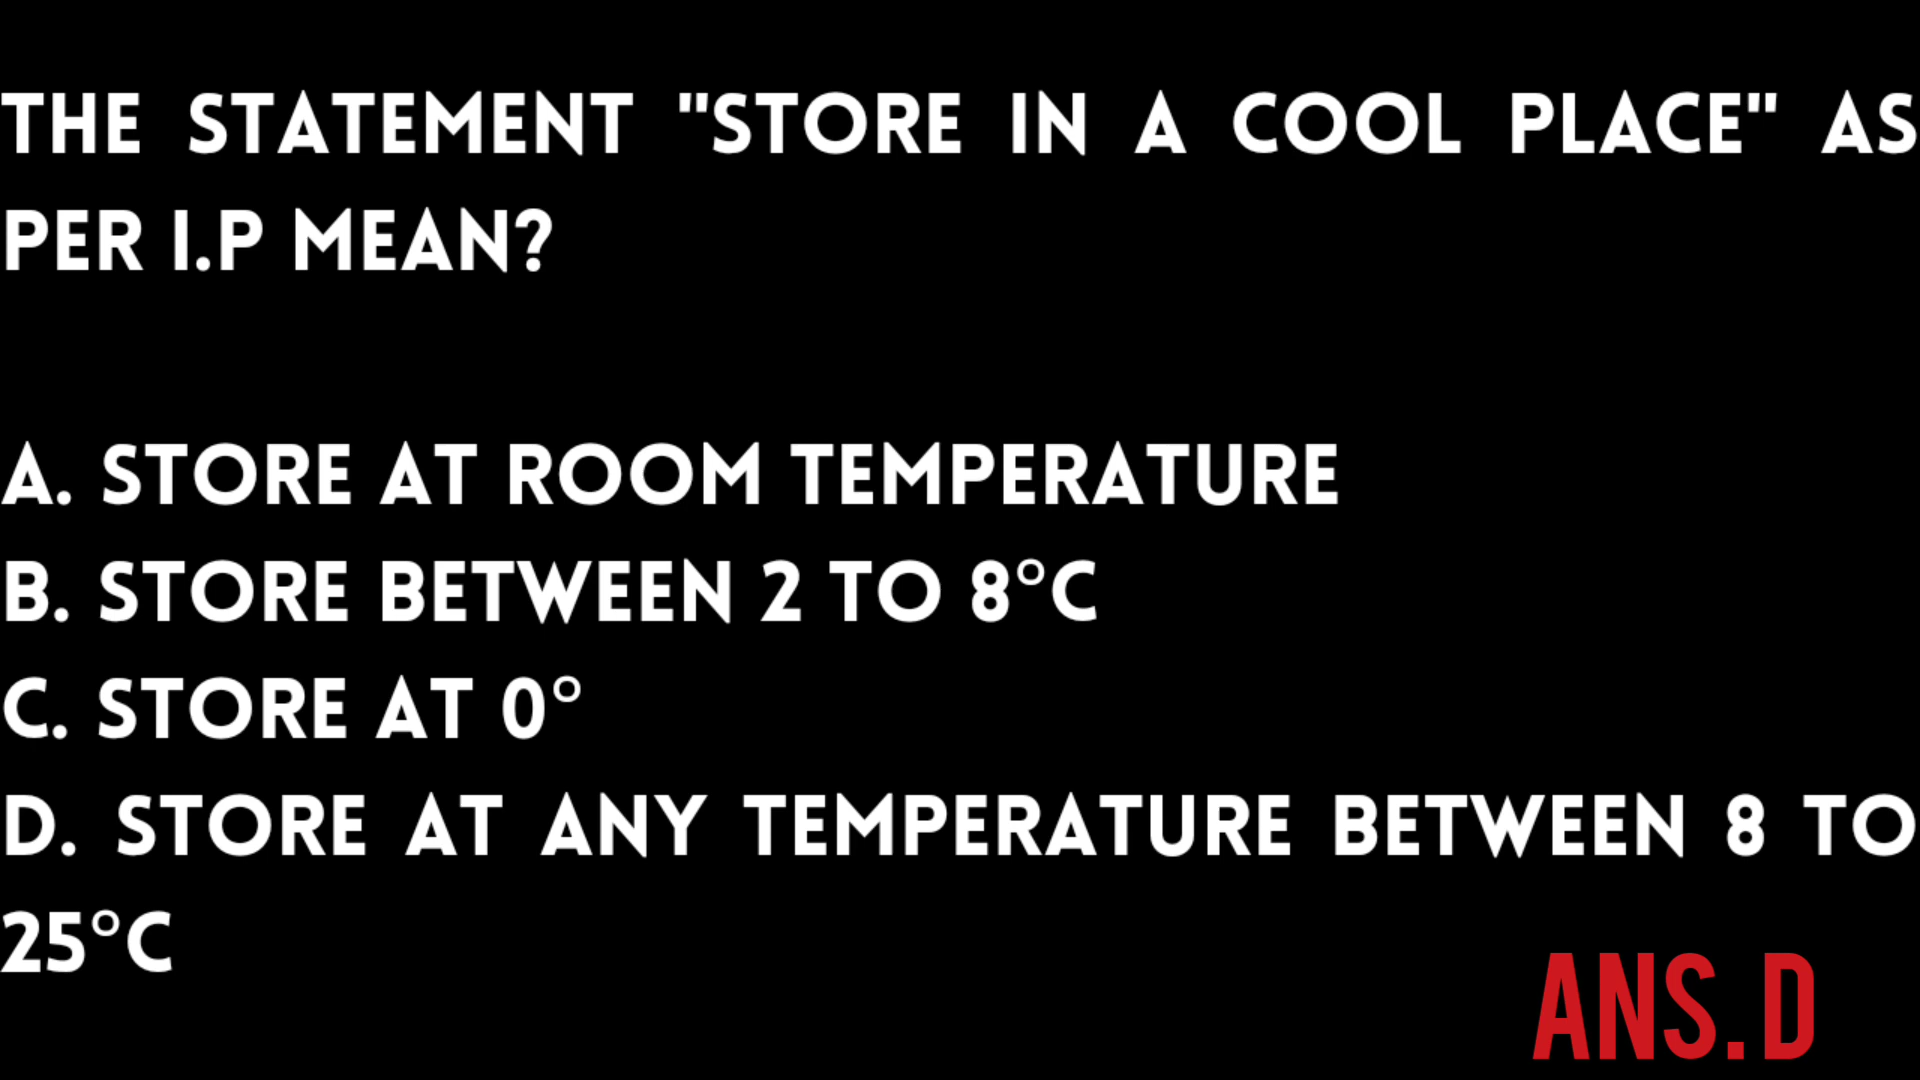 THE STATEMENT "STORE IN A COOL PLACE" AS
PER I.P MEAN?
A. STORE AT ROOM TEMPERATURE
B. STORE BETWEEN 2 TO 8°C
C. STORE AT 0°
D. STORE AT ANY TEMPERATURE BETWEEN 8 TO
25°C
ANS.D